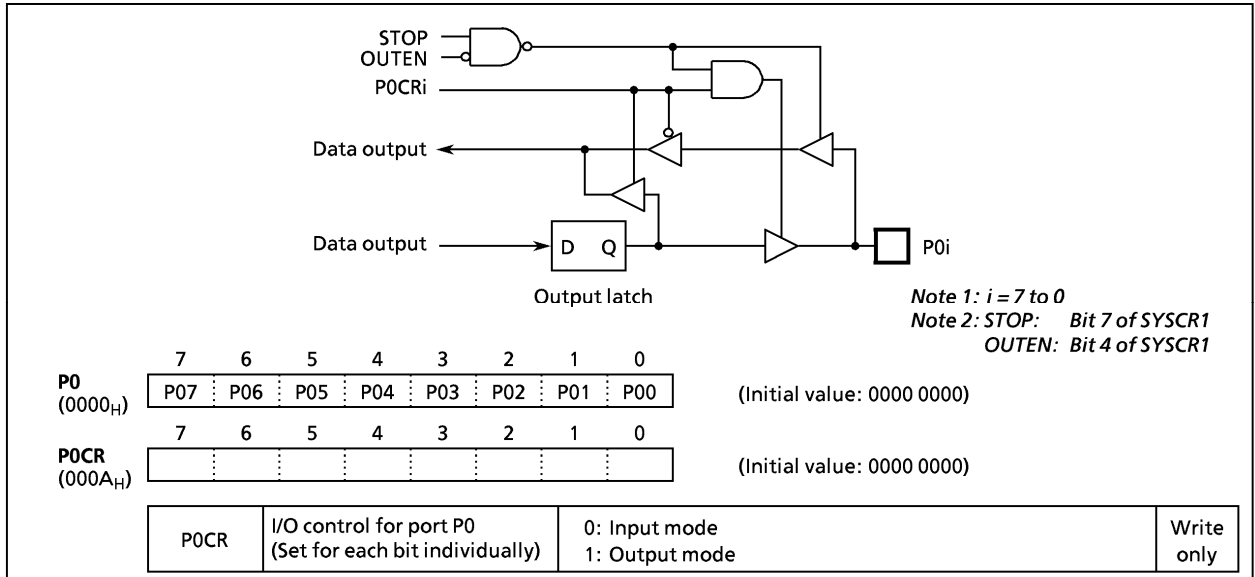 STOP
OUTEN
P0CRi
Data output
Data output
D Q
P0i
Output latch
Note 1: i = 7 to 0
Note 2: STOP: Bit 7 of SYSCR1
OUTEN: Bit 4 of SYSCR1
7 6 5 4 3 2 1 0
P0 (0000H)
P07 P06 P05 P04 P03 P02 P01 P00
(Initial value: 0000 0000)
7 6 5 4 3 2 1 0
P0CR (000AH)
(Initial value: 0000 0000)
P0CR
I/O control for port P0
(Set for each bit individually)
0: Input mode
1: Output mode
Write
only